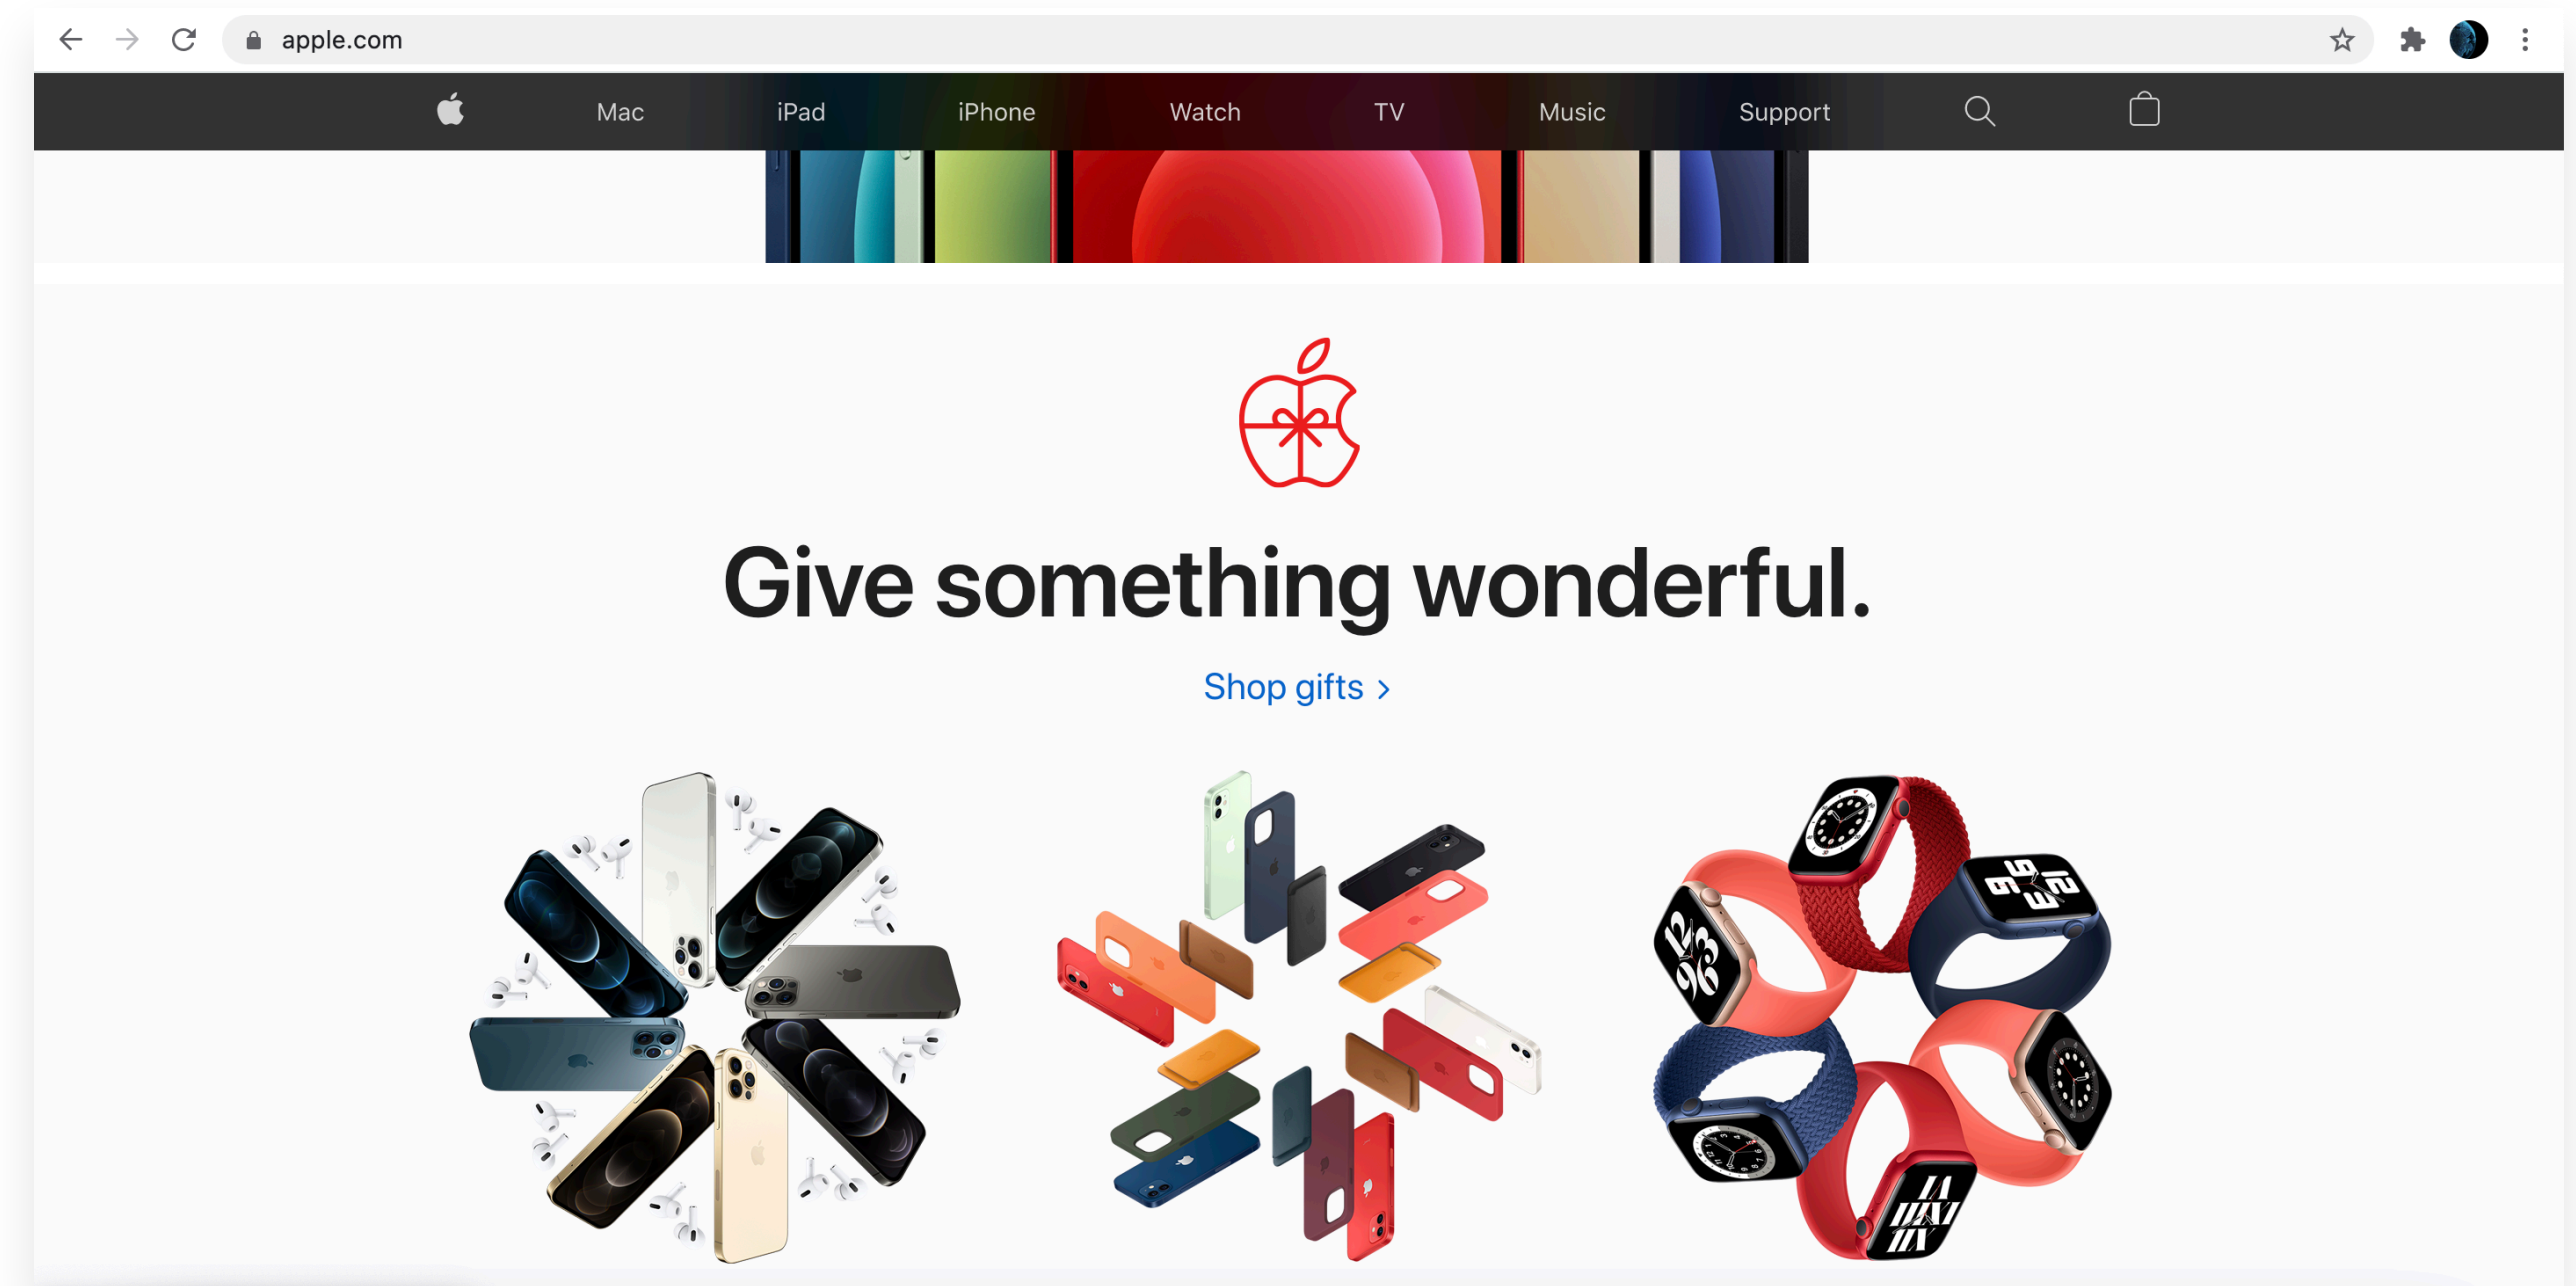 apple.com
Mac iPad iPhone Watch TV Music Support
Give something wonderful.
Shop gifts >